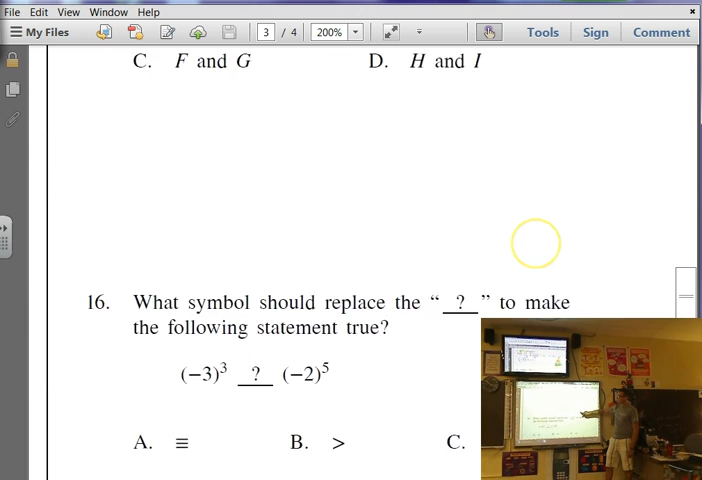 File Edit View Window Help
My Files 3 / 4 200% Tools Sign Comment
C. F and G D. H and I
16. What symbol should replace the “ ? ” to make
the following statement true?
(−3)³ ? (−2)⁵
A. ≡ B. > C.